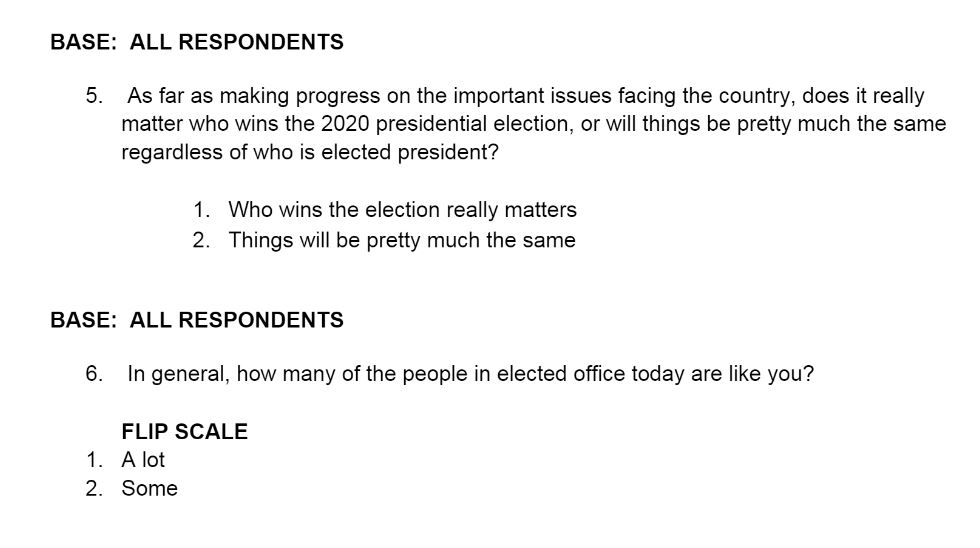 BASE: ALL RESPONDENTS
5. As far as making progress on the important issues facing the country, does it really
matter who wins the 2020 presidential election, or will things be pretty much the same
regardless of who is elected president?
1. Who wins the election really matters
2. Things will be pretty much the same
BASE: ALL RESPONDENTS
6. In general, how many of the people in elected office today are like you?
FLIP SCALE
1. A lot
2. Some